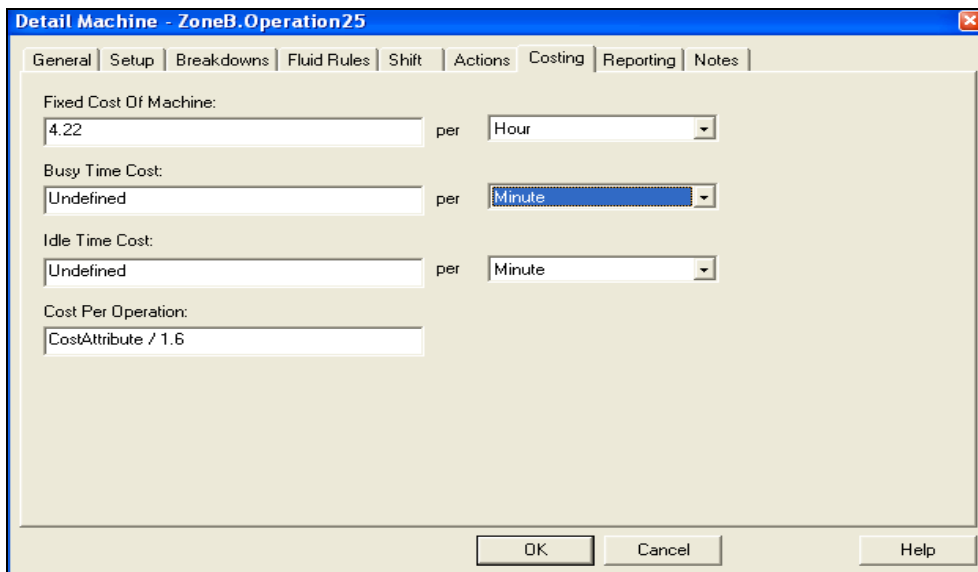 Detail Machine - ZoneB.Operation25
General Setup Breakdowns Fluid Rules Shift Actions Costing Reporting Notes
Fixed Cost Of Machine:
4.22 per Hour
Busy Time Cost:
Undefined per Minute
Idle Time Cost:
Undefined per Minute
Cost Per Operation:
CostAttribute / 1.6
OK Cancel Help